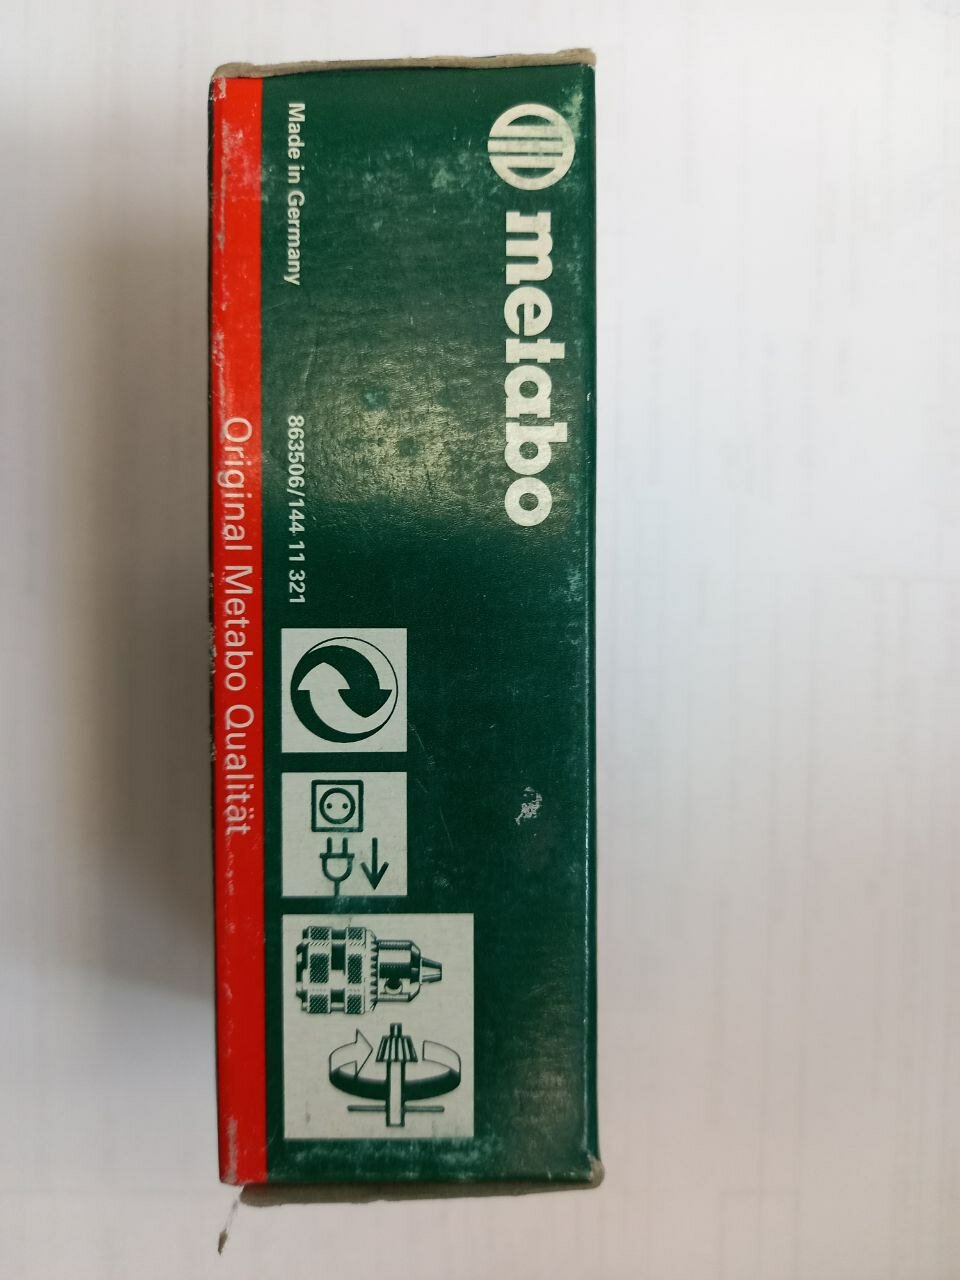 metabo
Made in Germany
863506/144 11 321
Original Metabo Qualität